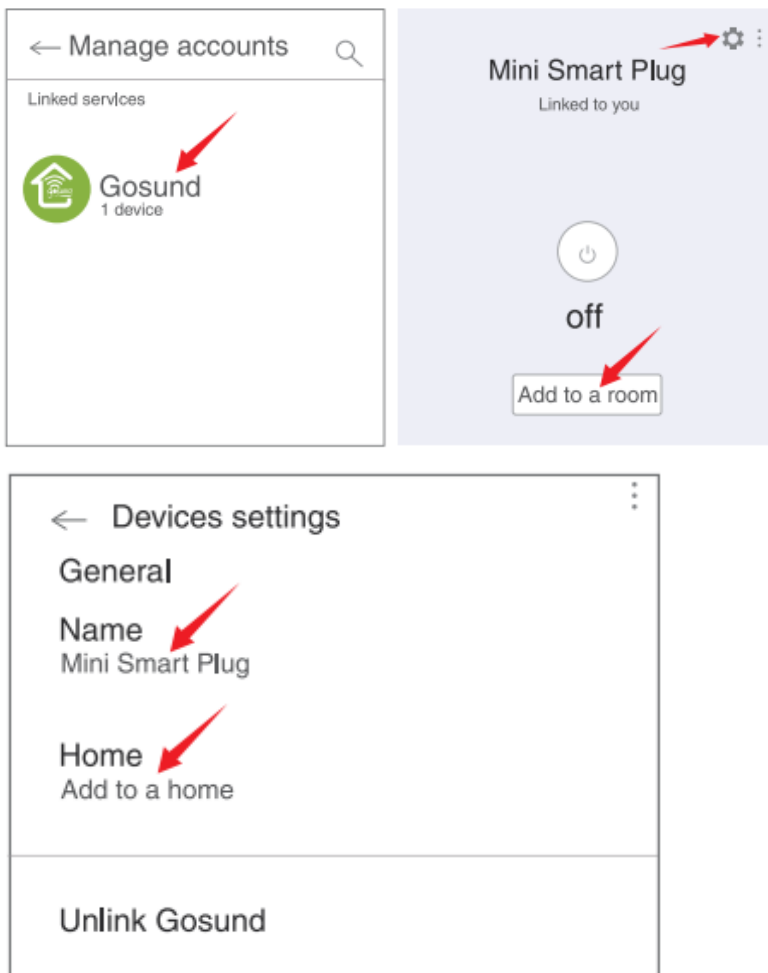 Manage accounts
Linked services
Gosund
1 device
Mini Smart Plug
Linked to you
off
Add to a room
Devices settings
General
Name
Mini Smart Plug
Home
Add to a home
Unlink Gosund